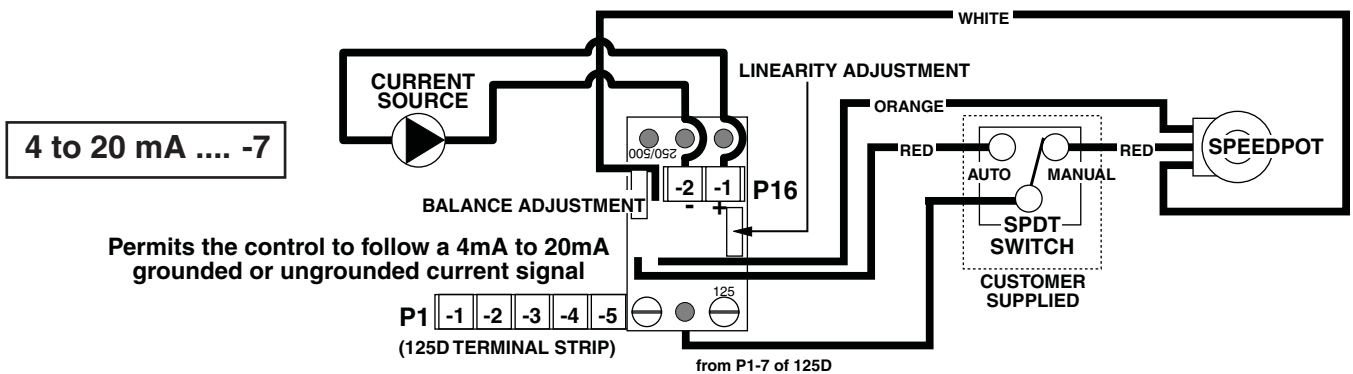 WHITE
LINEARITY ADJUSTMENT
CURRENT
SOURCE
ORANGE
4 to 20 mA .... -7
250/500
RED
RED
SPEEDPOT
AUTO
MANUAL
-2
-1
P16
- +
BALANCE ADJUSTMENT
SPDT
SWITCH
Permits the control to follow a 4mA to 20mA
grounded or ungrounded current signal
CUSTOMER
SUPPLIED
125
P1 -1 -2 -3 -4 -5
(125D TERMINAL STRIP)
from P1-7 of 125D